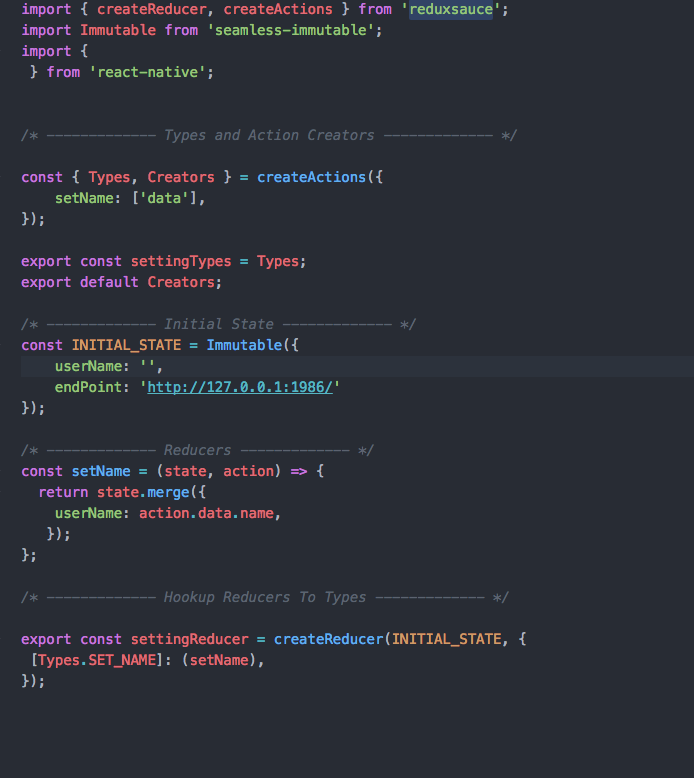 import { createReducer, createActions } from 'reduxsauce';
import Immutable from 'seamless-immutable';
import {
 } from 'react-native';
/* ------------- Types and Action Creators ------------- */
const { Types, Creators } = createActions({
    setName: ['data'],
});
export const settingTypes = Types;
export default Creators;
/* ------------- Initial State ------------- */
const INITIAL_STATE = Immutable({
    userName: '',
    endPoint: 'http://127.0.0.1:1986/'
});
/* ------------- Reducers ------------- */
const setName = (state, action) => {
  return state.merge({
    userName: action.data.name,
   });
};
/* ------------- Hookup Reducers To Types ------------- */
export const settingReducer = createReducer(INITIAL_STATE, {
 [Types.SET_NAME]: (setName),
});